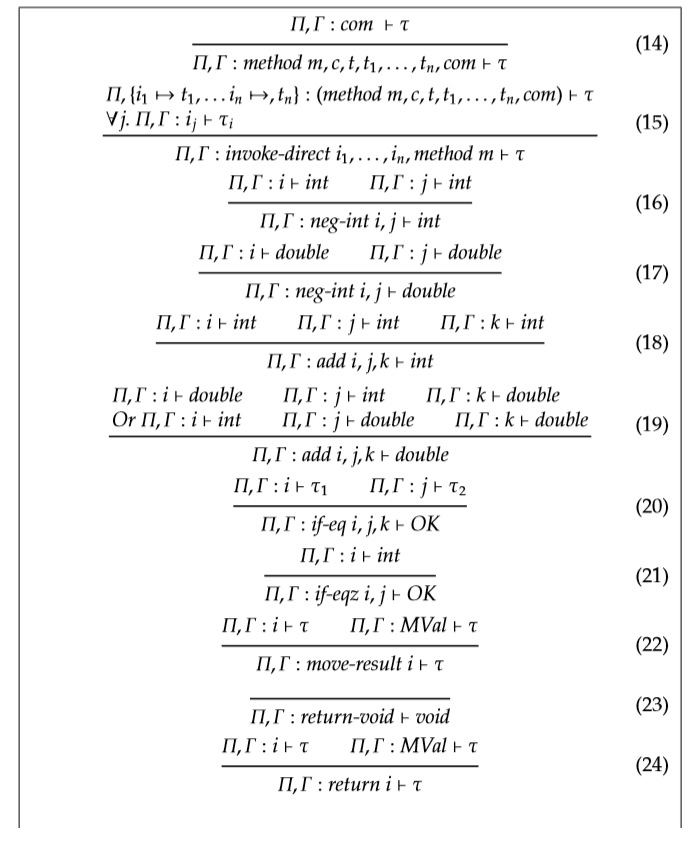 Π, Γ : com ⊢ τ
(14)
Π, Γ : method m, c, t, t₁, . . . , tₙ, com ⊢ τ
Π, {i₁ ↦ t₁, . . . iₙ ↦, tₙ} : (method m, c, t, t₁, . . . , tₙ, com) ⊢ τ
∀ j. Π, Γ : iⱼ ⊢ τᵢ
(15)
Π, Γ : invoke-direct i₁, . . . , iₙ, method m ⊢ τ
Π, Γ : i ⊢ int Π, Γ : j ⊢ int
(16)
Π, Γ : neg-int i, j ⊢ int
Π, Γ : i ⊢ double Π, Γ : j ⊢ double
(17)
Π, Γ : neg-int i, j ⊢ double
Π, Γ : i ⊢ int Π, Γ : j ⊢ int Π, Γ : k ⊢ int
(18)
Π, Γ : add i, j, k ⊢ int
Π, Γ : i ⊢ double Π, Γ : j ⊢ int Π, Γ : k ⊢ double
Or Π, Γ : i ⊢ int Π, Γ : j ⊢ double Π, Γ : k ⊢ double
(19)
Π, Γ : add i, j, k ⊢ double
Π, Γ : i ⊢ τ₁ Π, Γ : j ⊢ τ₂
(20)
Π, Γ : if-eq i, j, k ⊢ OK
Π, Γ : i ⊢ int
(21)
Π, Γ : if-eqz i, j ⊢ OK
Π, Γ : i ⊢ τ Π, Γ : MVal ⊢ τ
(22)
Π, Γ : move-result i ⊢ τ
(23)
Π, Γ : return-void ⊢ void
Π, Γ : i ⊢ τ Π, Γ : MVal ⊢ τ
(24)
Π, Γ : return i ⊢ τ